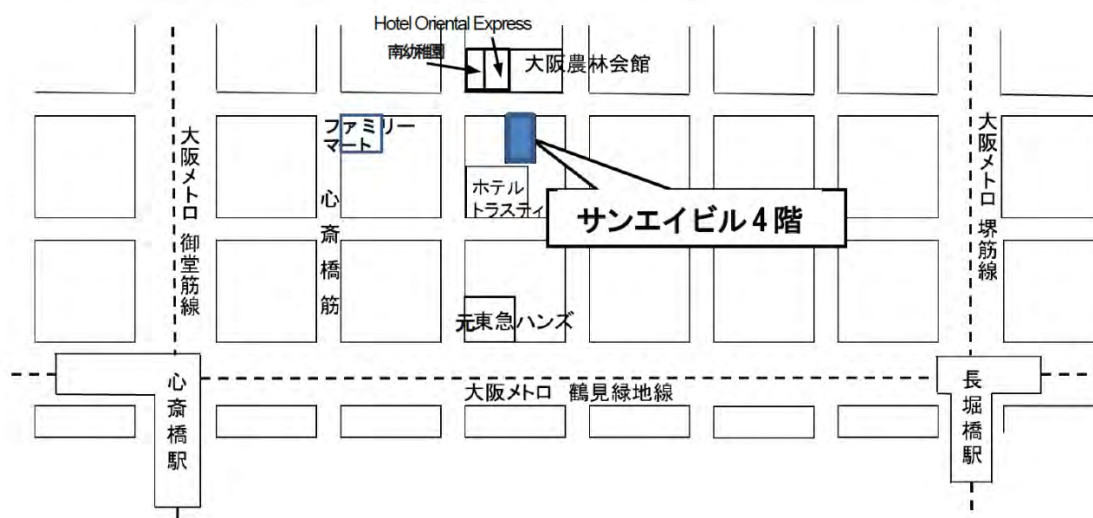 Hotel Oriental Express
南幼稚園
大阪農林会館
ファミリー
マート
大阪メトロ 御堂筋線
心斎橋筋
ホテル
トラスティ
サンエイビル4階
大阪メトロ 堺筋線
元東急ハンズ
大阪メトロ 鶴見緑地線
心斎橋駅
長堀橋駅